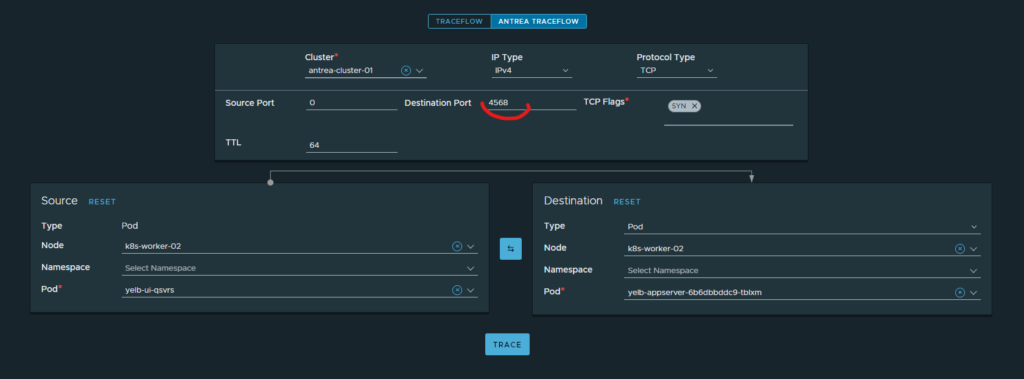 TRACEFLOW ANTREA TRACEFLOW
Cluster* IP Type Protocol Type
antrea-cluster-01 IPv4 TCP
Source Port 0 Destination Port 4568 TCP Flags* SYN X
TTL 64
Source RESET
Type Pod
Node k8s-worker-02
Namespace Select Namespace
Pod* yelb-ui-qsvrs
Destination RESET
Type Pod
Node k8s-worker-02
Namespace Select Namespace
Pod* yelb-appserver-6b6dbbddc9-tblxm
TRACE